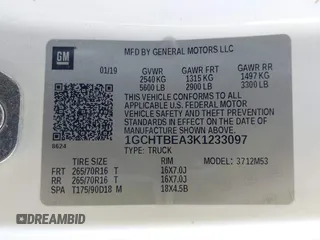 GM
MFD BY GENERAL MOTORS LLC
01/19
GVWR GAWR FRT GAWR RR
2540 KG 1315 KG 1497 KG
5600 LB 2900 LB 3300 LB
THIS VEHICLE CONFORMS TO ALL APPLICABLE
U.S. FEDERAL MOTOR VEHICLE SAFETY AND
THEFT PREVENTION STANDARDS IN EFFECT ON
THE DATE OF MANUFACTURE SHOWN ABOVE.
1GCHTBEA3K1233097
8624
TYPE: TRUCK
TIRE SIZE RIM MODEL: 3712M53
FRT 265/70R16 T 16X7.0J
RR 265/70R16 T 16X7.0J
SPA T175/90D18 M 18X4.5B
DREAMBID